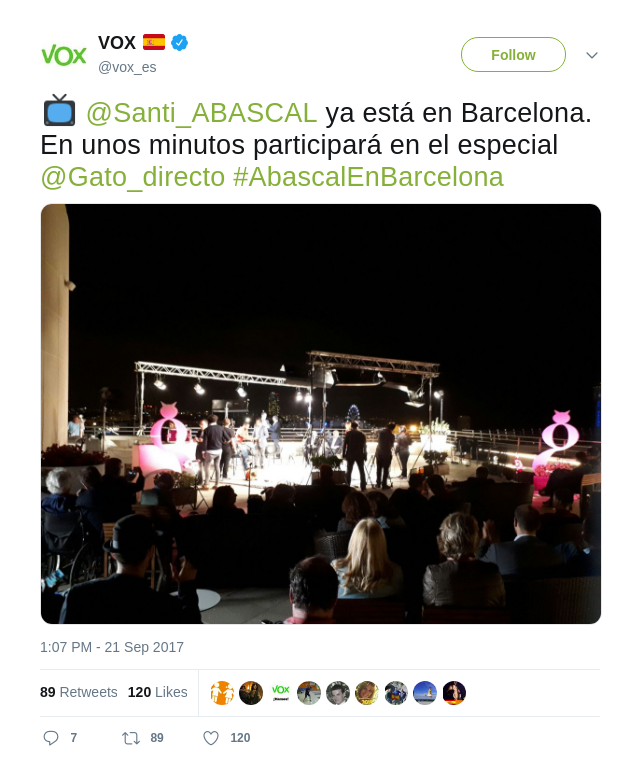 VOX
@vox_es
Follow
@Santi_ABASCAL ya está en Barcelona.
En unos minutos participará en el especial
@Gato_directo #AbascalEnBarcelona
1:07 PM - 21 Sep 2017
89 Retweets 120 Likes
7 89 120